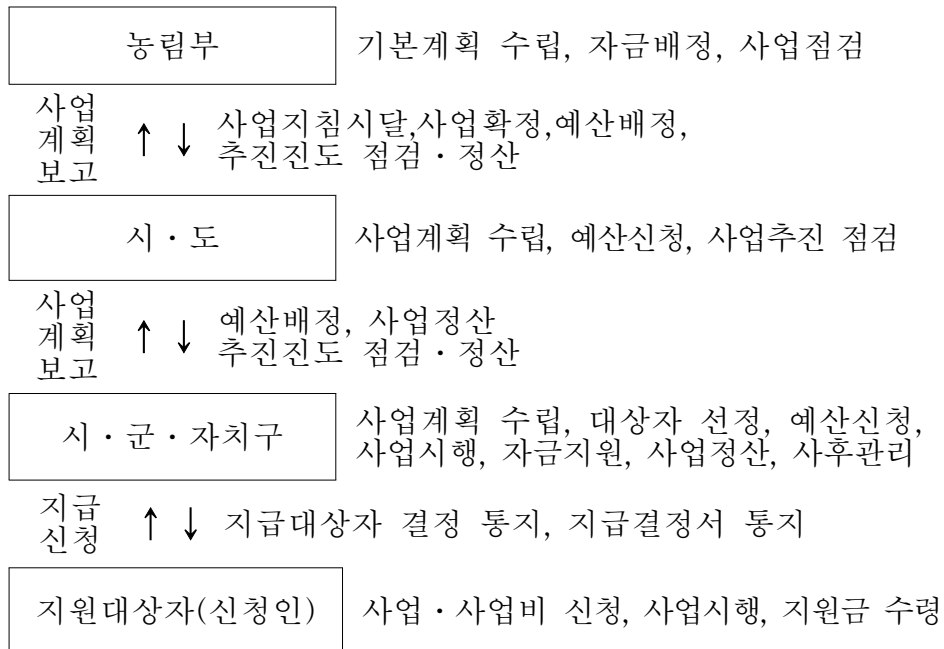 농림부 기본계획 수립, 자금배정, 사업점검
사업
계획
보고
↑ ↓ 사업지침시달,사업확정,예산배정,
추진진도 점검·정산
시·도 사업계획 수립, 예산신청, 사업추진 점검
사업
계획
보고
↑ ↓ 예산배정, 사업정산
추진진도 점검·정산
시·군·자치구 사업계획 수립, 대상자 선정, 예산신청,
사업시행, 자금지원, 사업정산, 사후관리
지급
신청
↑ ↓ 지급대상자 결정 통지, 지급결정서 통지
지원대상자(신청인) 사업·사업비 신청, 사업시행, 지원금 수령